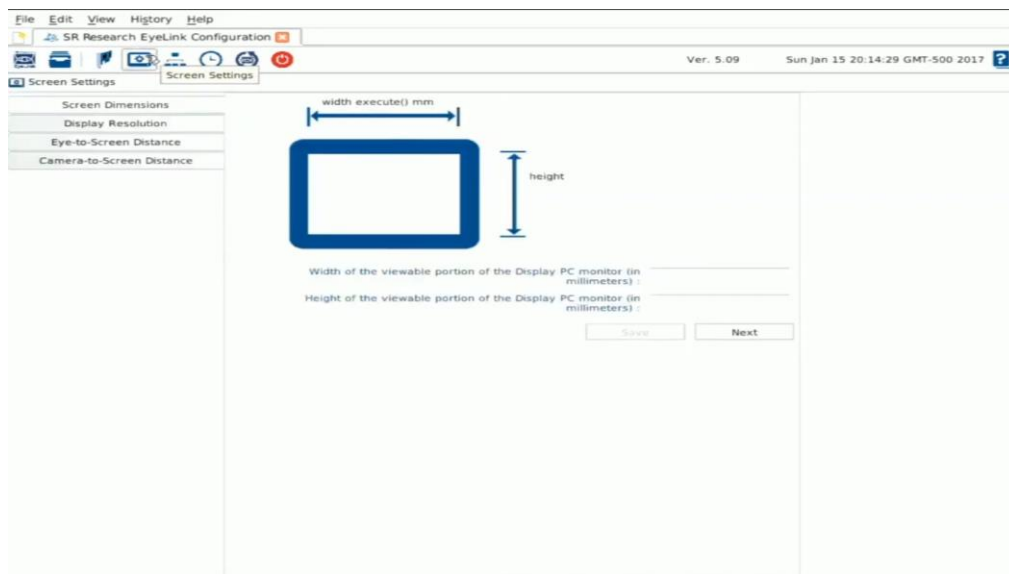 File Edit View History Help
SR Research EyeLink Configuration
Ver. 5.09 Sun Jan 15 20:14:29 GMT-500 2017 ?
Screen Settings
Screen Settings
Screen Dimensions
Display Resolution
Eye-to-Screen Distance
Camera-to-Screen Distance
width execute() mm
height
Width of the viewable portion of the Display PC monitor (in
millimeters) :
Height of the viewable portion of the Display PC monitor (in
millimeters) :
Save Next